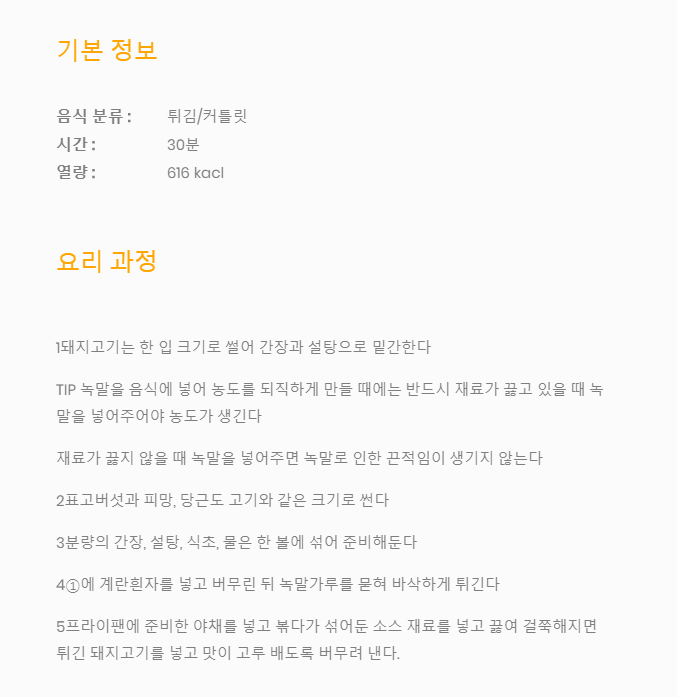 기본 정보
음식 분류 : 튀김/커틀릿
시간 : 30분
열량 : 616 kacl
요리 과정
1돼지고기는 한 입 크기로 썰어 간장과 설탕으로 밑간한다
TIP 녹말을 음식에 넣어 농도를 되직하게 만들 때에는 반드시 재료가 끓고 있을 때 녹
말을 넣어주어야 농도가 생긴다
재료가 끓지 않을 때 녹말을 넣어주면 녹말로 인한 끈적임이 생기지 않는다
2표고버섯과 피망, 당근도 고기와 같은 크기로 썬다
3분량의 간장, 설탕, 식초, 물은 한 볼에 섞어 준비해둔다
4①에 계란흰자를 넣고 버무린 뒤 녹말가루를 묻혀 바삭하게 튀긴다
5프라이팬에 준비한 야채를 넣고 볶다가 섞어둔 소스 재료를 넣고 끓여 걸쭉해지면
튀긴 돼지고기를 넣고 맛이 고루 배도록 버무려 낸다.